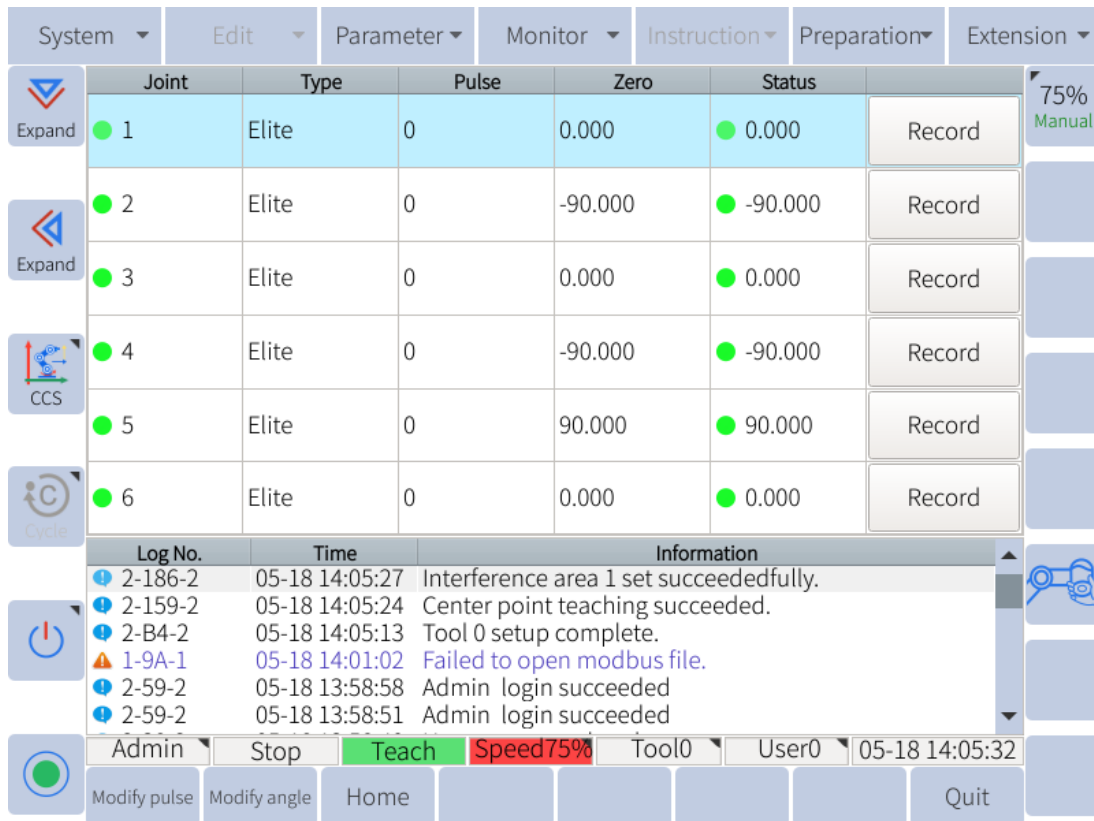 System Edit Parameter Monitor Instruction Preparation Extension
Joint Type Pulse Zero Status
75%
Manual
Expand
1 Elite 0 0.000 0.000 Record
2 Elite 0 -90.000 -90.000 Record
Expand
3 Elite 0 0.000 0.000 Record
4 Elite 0 -90.000 -90.000 Record
CCS
5 Elite 0 90.000 90.000 Record
6 Elite 0 0.000 0.000 Record
C
Cycle
Log No. Time Information
2-186-2 05-18 14:05:27 Interference area 1 set succeededfully.
2-159-2 05-18 14:05:24 Center point teaching succeeded.
2-B4-2 05-18 14:05:13 Tool 0 setup complete.
1-9A-1 05-18 14:01:02 Failed to open modbus file.
2-59-2 05-18 13:58:58 Admin login succeeded
2-59-2 05-18 13:58:51 Admin login succeeded
Admin Stop Teach Speed75% Tool0 User0 05-18 14:05:32
Modify pulse Modify angle Home Quit